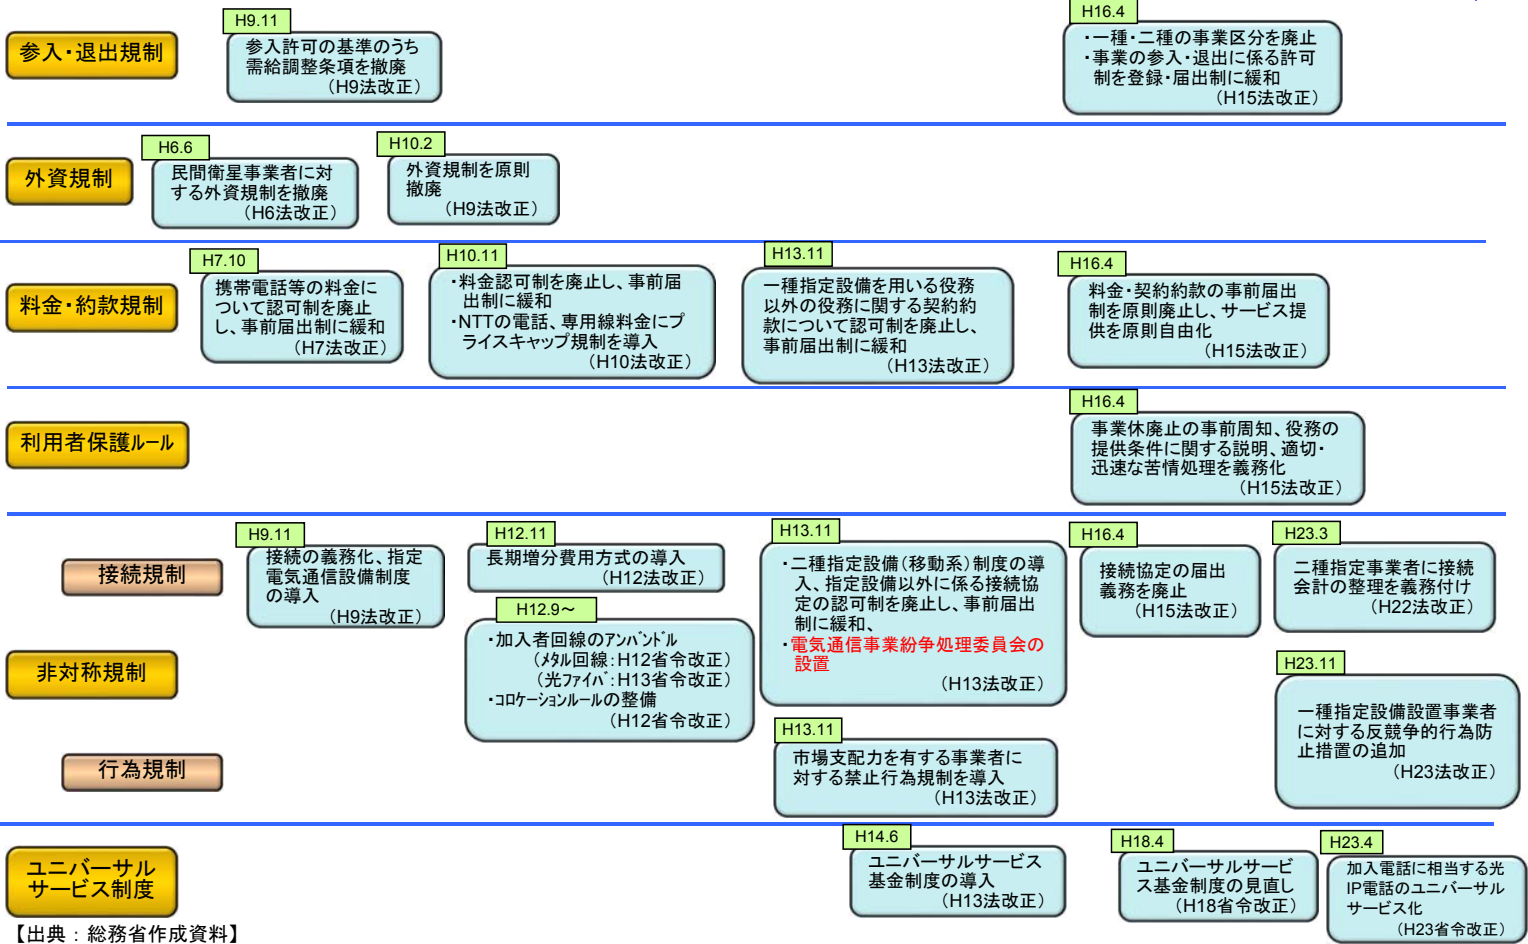 参入・退出規制
H9.11
参入許可の基準のうち
需給調整条項を撤廃
（H9法改正）
H16.4
・一種・二種の事業区分を廃止
・事業の参入・退出に係る許可
制を登録・届出制に緩和
（H15法改正）
外資規制
H6.6
民間衛星事業者に対
する外資規制を撤廃
（H6法改正）
H10.2
外資規制を原則
撤廃
（H9法改正）
料金・約款規制
H7.10
携帯電話等の料金に
ついて認可制を廃止
し、事前届出制に緩和
（H7法改正）
H10.11
・料金認可制を廃止し、事前届
出制に緩和
・NTTの電話、専用線料金にプ
ライスキャップ規制を導入
（H10法改正）
H13.11
一種指定設備を用いる役務
以外の役務に関する契約約
款について認可制を廃止し、
事前届出制に緩和
（H13法改正）
H16.4
料金・契約約款の事前届出
制を原則廃止し、サービス提
供を原則自由化
（H15法改正）
利用者保護ルール
H16.4
事業休廃止の事前周知、役務の
提供条件に関する説明、適切・
迅速な苦情処理を義務化
（H15法改正）
非対称規制
接続規制
H9.11
接続の義務化、指定
電気通信設備制度
の導入
（H9法改正）
H12.11
長期増分費用方式の導入
（H12法改正）
H12.9～
・加入者回線のｱﾝﾊﾞﾝﾄﾞﾙ
（ﾒﾀﾙ回線：H12省令改正）
（光ﾌｧｲﾊﾞ：H13省令改正）
・ｺﾛｹｰｼｮﾝﾙｰﾙの整備
（H12省令改正）
H13.11
・二種指定設備（移動系）制度の導
入、指定設備以外に係る接続協
定の認可制を廃止し、事前届出
制に緩和、
・電気通信事業紛争処理委員会の
設置
（H13法改正）
H16.4
接続協定の届出
義務を廃止
（H15法改正）
H23.3
二種指定事業者に接続
会計の整理を義務付け
（H22法改正）
行為規制
H13.11
市場支配力を有する事業者に
対する禁止行為規制を導入
（H13法改正）
H23.11
一種指定設備設置事業者
に対する反競争的行為防
止措置の追加
（H23法改正）
ユニバーサル
サービス制度
H14.6
ユニバーサルサービス
基金制度の導入
（H13法改正）
H18.4
ユニバーサルサービ
ス基金制度の見直し
（H18省令改正）
H23.4
加入電話に相当する光
IP電話のユニバーサル
サービス化
（H23省令改正）
【出典：総務省作成資料】